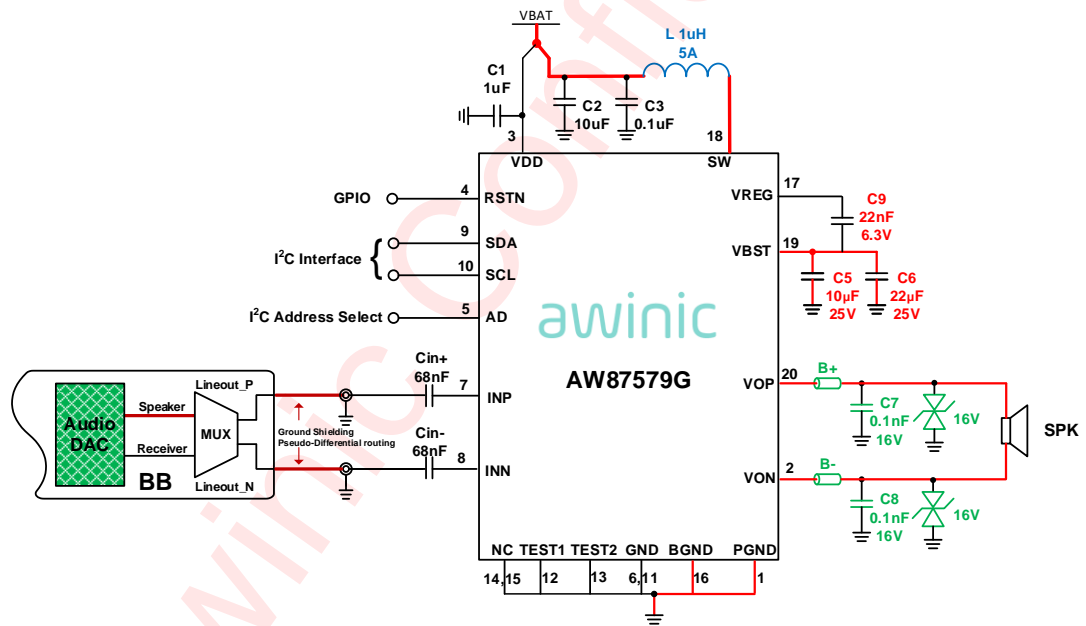 VBAT
L 1uH
5A
C1
1uF
C2
10uF
C3
0.1uF
3
18
VDD
SW
GPIO
4
RSTN
I²C Interface
9
SDA
10
SCL
I²C Address Select
5
AD
VREG
17
C9
22nF
6.3V
VBST
19
C5
10µF
25V
C6
22µF
25V
awinic
AW87579G
Audio
DAC
Speaker
Receiver
MUX
BB
Lineout_P
Lineout_N
Ground Shielding
Pseudo-Differential routing
Cin+
68nF
7
INP
Cin-
68nF
8
INN
VOP
20
B+
C7
0.1nF
16V
16V
SPK
VON
2
B-
C8
0.1nF
16V
16V
NC TEST1 TEST2 GND BGND PGND
14,15 12 13 6,11 16 1